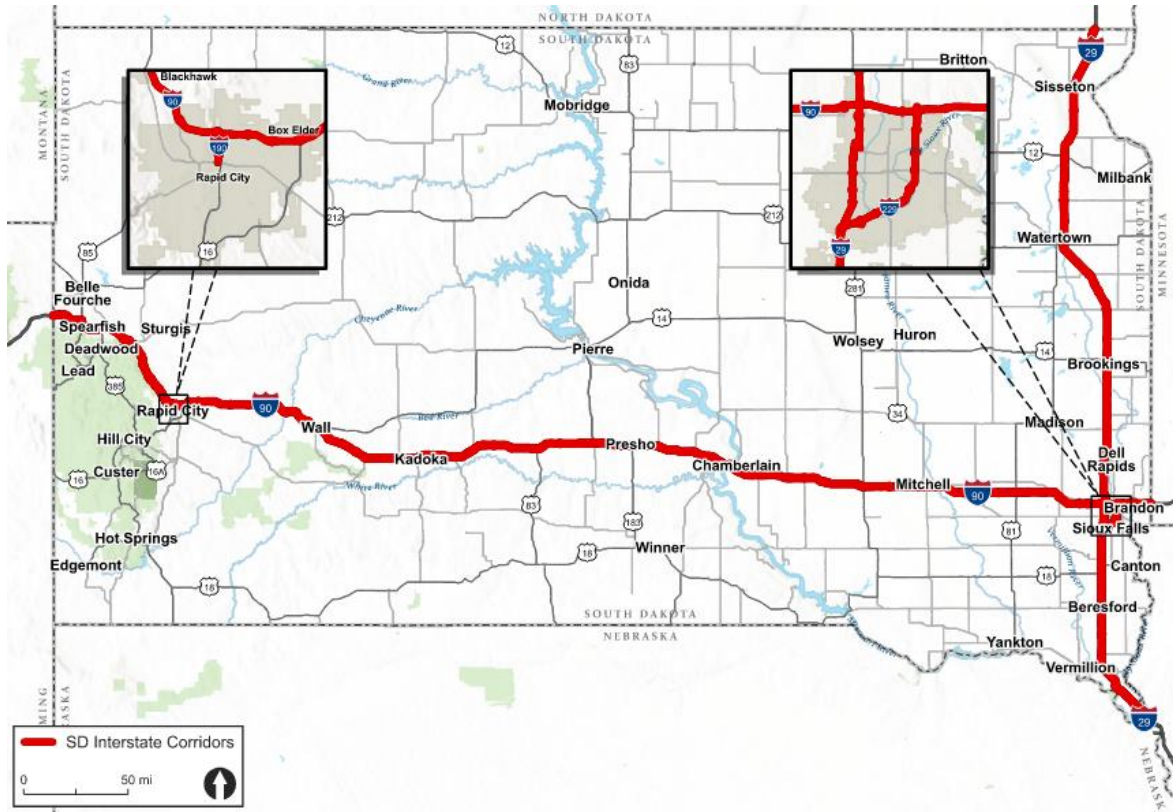 NORTH DAKOTA
SOUTH DAKOTA
12
83
29
Britton
Sisseton
MONTANA
SOUTH DAKOTA
Blackhawk
90
Box Elder
190
Rapid City
16
Grand River
Mobridge
90
Sioux River
229
29
12
Milbank
SOUTH DAKOTA
MINNESOTA
212
212
Watertown
85
Belle
Fourche
Onida
281
Spearfish
Sturgis
Cheyenne River
14
Wolsey
Huron
Deadwood
Pierre
14
Brookings
Lead
385
Rapid City
90
Wall
Bad River
34
Madison
Hill City
Kadoka
Presho
Chamberlain
Mitchell
90
Dell
Rapids
16
Custer
16A
White River
83
183
81
Brandon
Sioux Falls
Hot Springs
Winner
Vermillion River
Edgemont
18
18
18
Canton
SOUTH DAKOTA
NEBRASKA
Beresford
Yankton
Vermillion
29
SD Interstate Corridors
0
50 mi